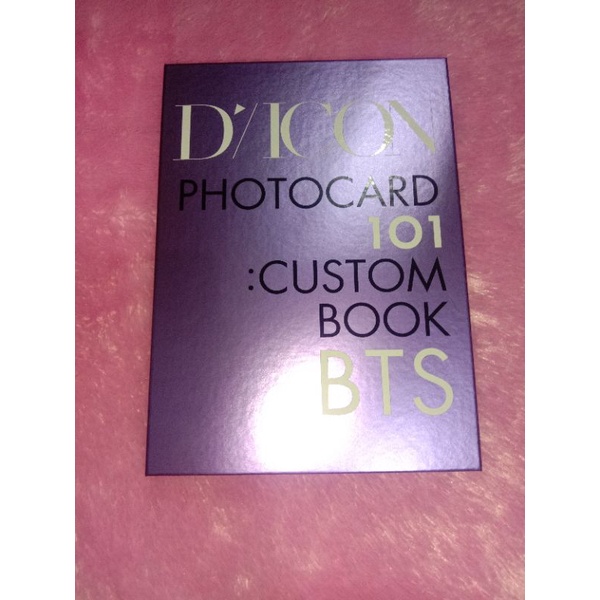 D'/ICON
PHOTOCARD
101
:CUSTOM
BOOK
BTS